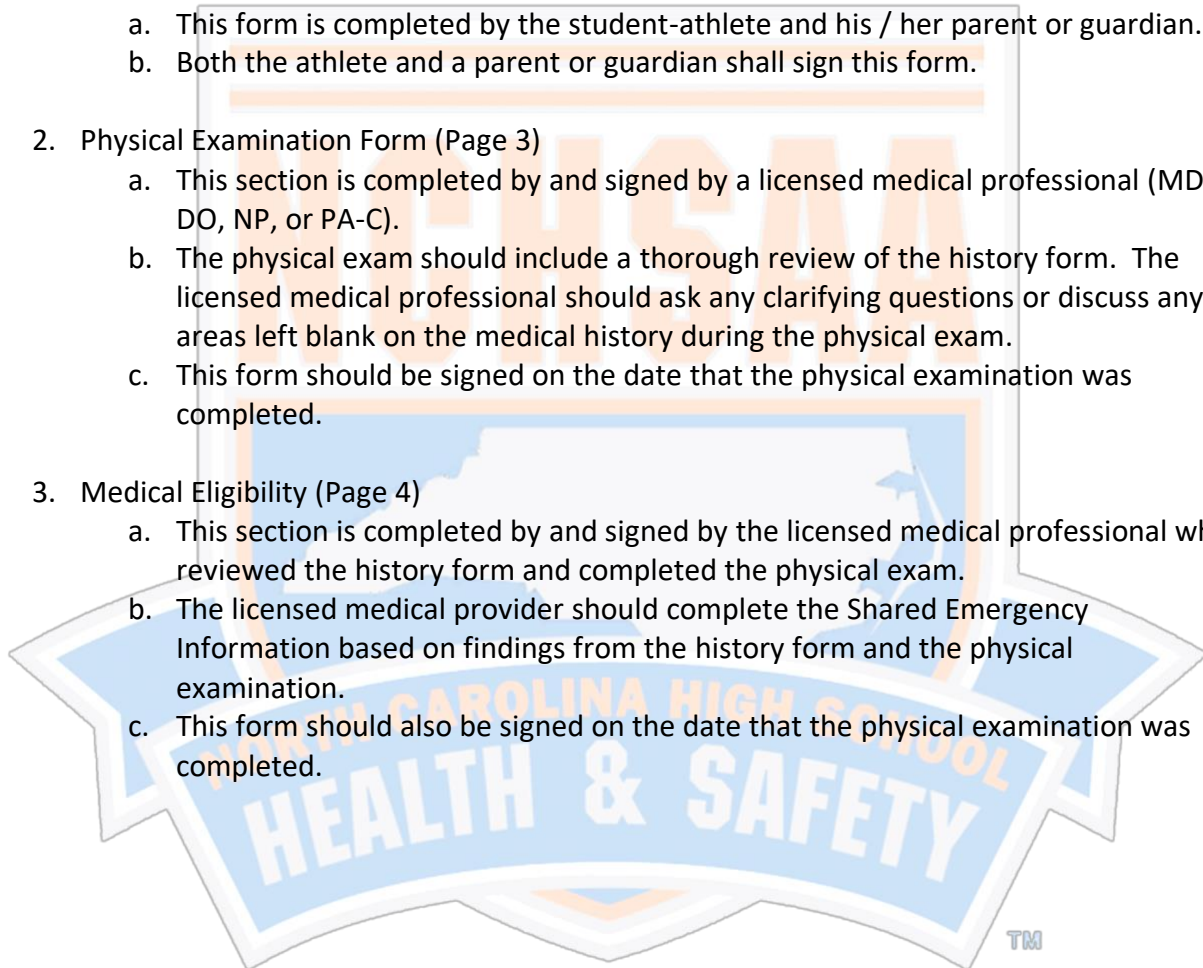 a. This form is completed by the student-athlete and his / her parent or guardian.
b. Both the athlete and a parent or guardian shall sign this form.
2. Physical Examination Form (Page 3)
a. This section is completed by and signed by a licensed medical professional (MD
DO, NP, or PA-C).
b. The physical exam should include a thorough review of the history form. The
licensed medical professional should ask any clarifying questions or discuss any
areas left blank on the medical history during the physical exam.
c. This form should be signed on the date that the physical examination was
completed.
3. Medical Eligibility (Page 4)
a. This section is completed by and signed by the licensed medical professional
reviewed the history form and completed the physical exam.
b. The licensed medical provider should complete the Shared Emergency
Information based on findings from the history form and the physical
examination.
c. This form should also be signed on the date that the physical examination was
completed.
NCHSAA
NORTH CAROLINA HIGH SCHOOL
HEALTH & SAFETY
TM